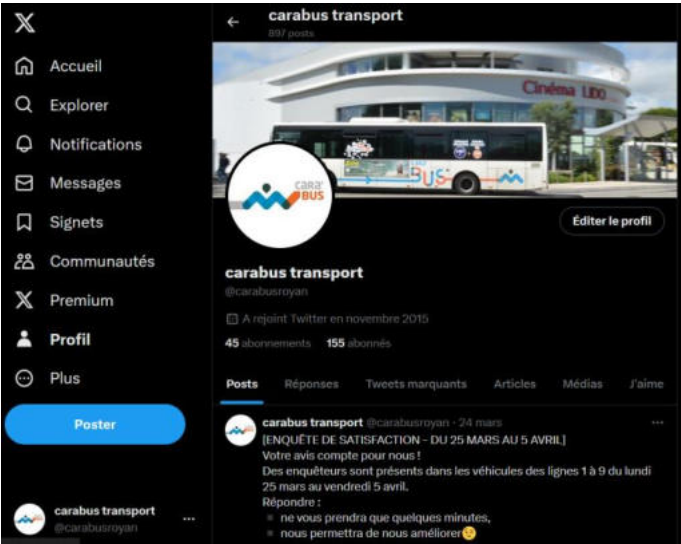 Accueil
Explorer
Notifications
Messages
Signets
Communautés
Premium
Profil
Plus
Poster
carabus transport
@carabusroyan
carabus transport
897 posts
Cinéma LIDO
BUS
CARA'
BUS
Éditer le profil
carabus transport
@carabusroyan
A rejoint Twitter en novembre 2015
45 abonnements 155 abonnés
Posts Réponses Tweets marquants Articles Médias J'aime
carabus transport @carabusroyan · 24 mars
[ENQUÊTE DE SATISFACTION - DU 25 MARS AU 5 AVRIL]
Votre avis compte pour nous !
Des enquêteurs sont présents dans les véhicules des lignes 1 à 9 du lundi
25 mars au vendredi 5 avril.
Répondre :
ne vous prendra que quelques minutes,
nous permettra de nous améliorer